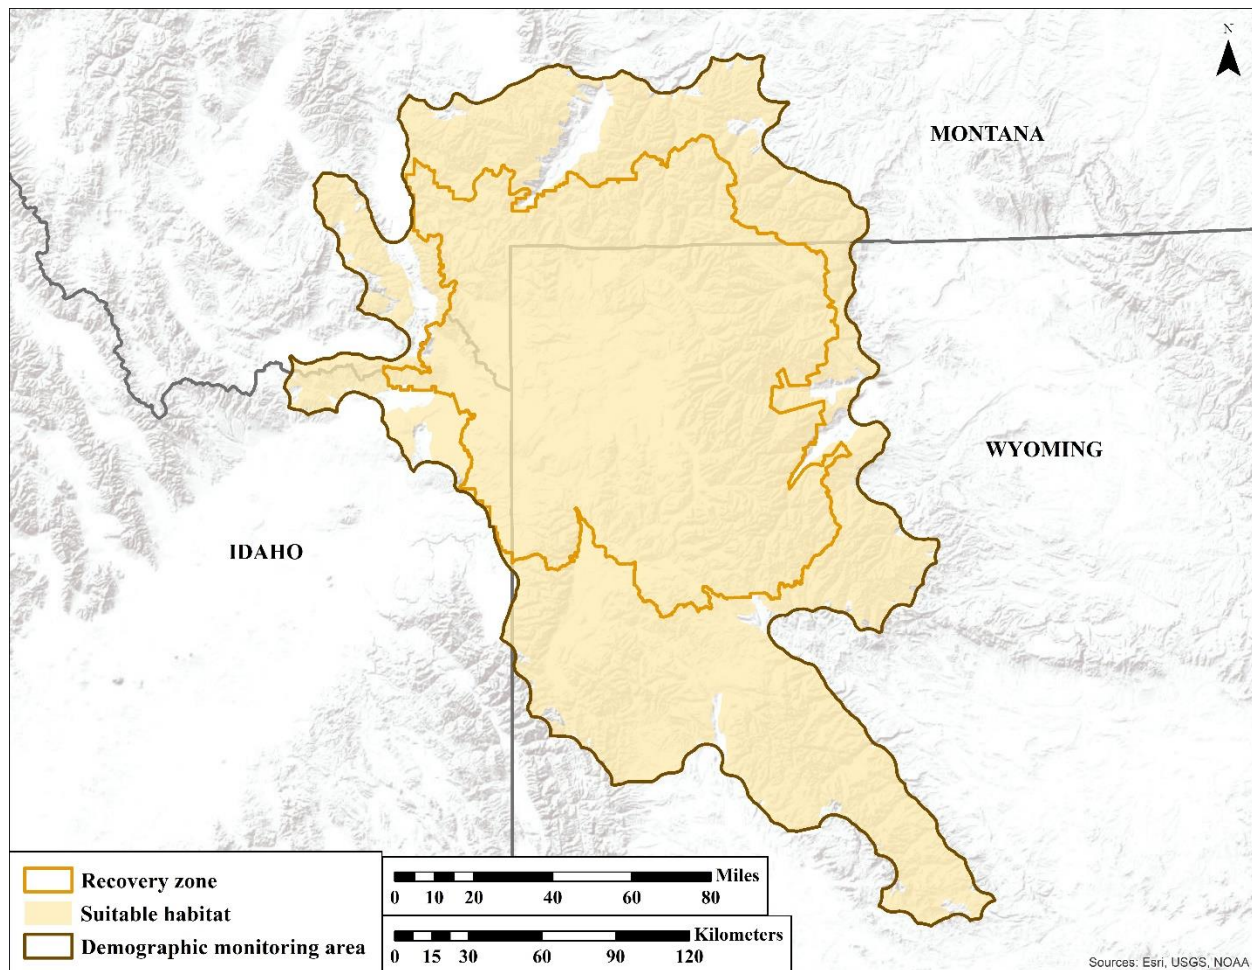 N
MONTANA
WYOMING
IDAHO
Recovery zone
Suitable habitat
Demographic monitoring area
Miles
0 10 20 40 60 80
Kilometers
0 15 30 60 90 120
Sources: Esri, USGS, NOAA